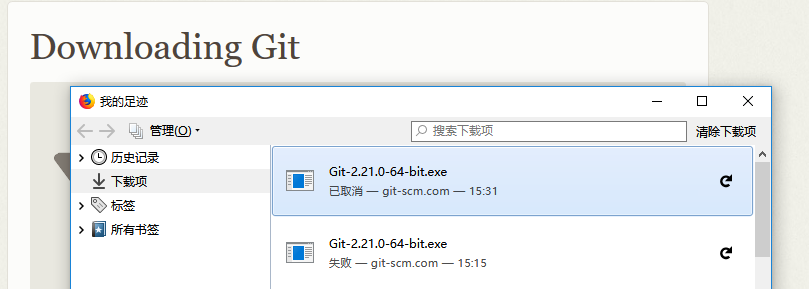 Downloading Git
我的足迹
管理(O)
搜索下载项
清除下载项
历史记录
下载项
标签
所有书签
Git-2.21.0-64-bit.exe
已取消 — git-scm.com — 15:31
Git-2.21.0-64-bit.exe
失败 — git-scm.com — 15:15